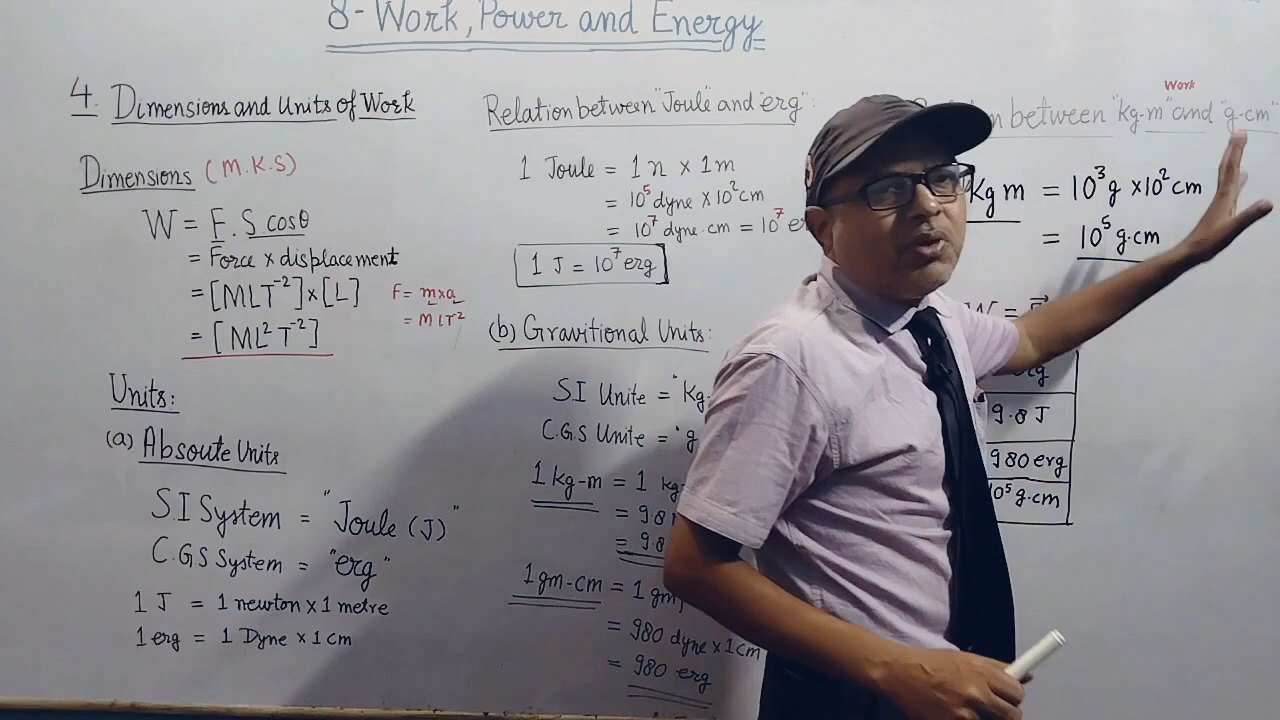 8- Work, Power and Energy
4. Dimensions and Units of Work
Dimensions (M.K.S)
W = F. S cosθ
= Force x displacement
= [MLT⁻²] x [L]
= [ML²T⁻²]
F = m x a
= MLT²
Units:
(a) Absoute Units
S.I System = "Joule (J)"
C.G.S System = "erg"
1 J = 1 newton x 1 metre
1 erg = 1 Dyne x 1 cm
Relation between "Joule" and "erg":
1 Joule = 1 n x 1 m
= 10⁵ dyne x 10² cm
= 10⁷ dyne.cm = 10⁷
1 J = 10⁷ erg
(b) Gravitional Units:
S.I Unite = "Kg-
C.G.S Unite = "g
1 kg-m = 1 kg
= 9.8
= 9.8
1 gm-cm = 1 gm
= 980 dyne x 1 cm
= 980 erg
Work
between "kg-m" and "g-cm"
Kg m = 10³ g x 10² cm
= 10⁵ g.cm
W =
erg
9.8 J
980 erg
10⁵ g.cm